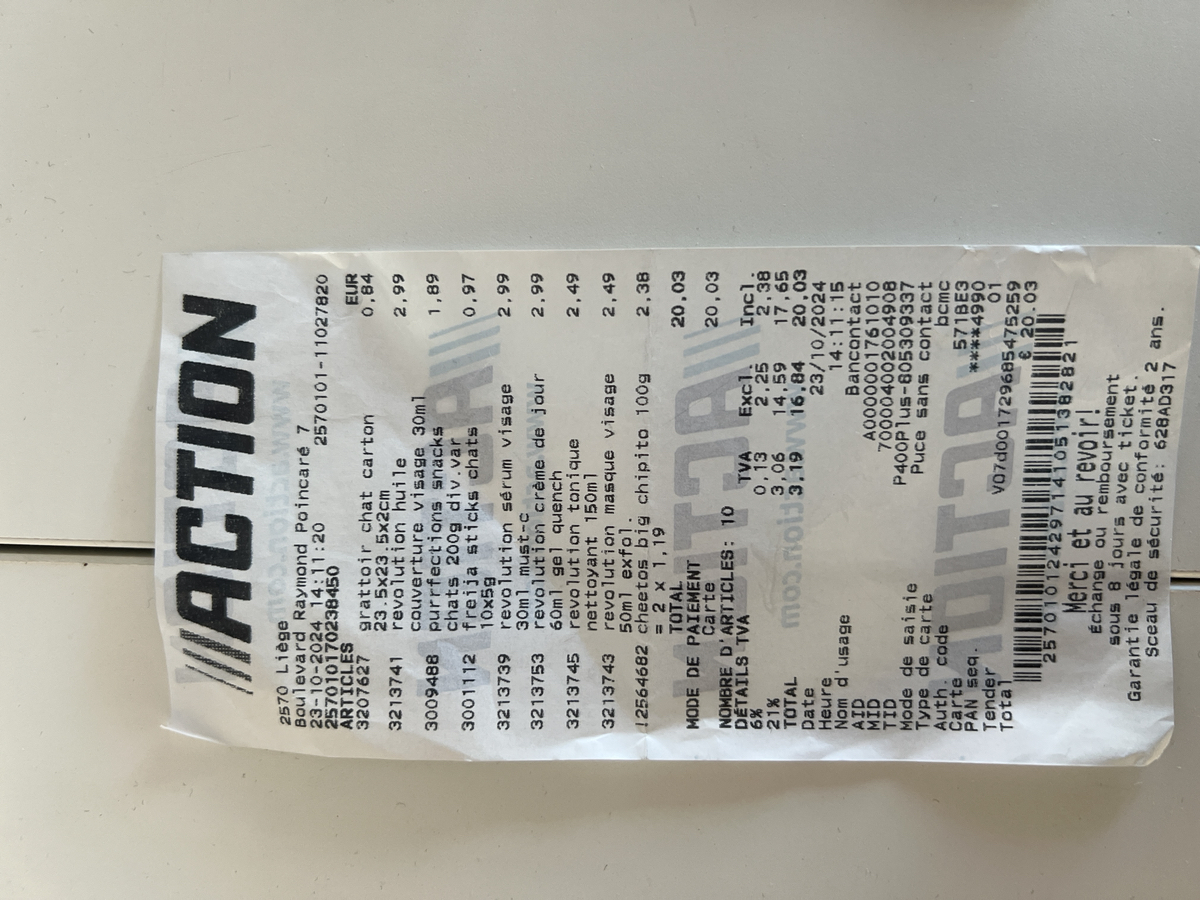 ACTION
2570 Liège
Boulevard Raymond Poincaré 7
23-10-2024 14:11:20 2570101-11027820
257010170238450
ARTICLES EUR
3207627 grattoir chat carton 0,84
23.5x23.5x2cm
3213741 revolution huile 2,99
couverture visage 30ml
3009488 purrfections snacks 1,89
chats 200g div.var
3001112 freija sticks chats 0,97
10x5g
3213739 revolution sérum visage 2,99
30ml must-c
3213753 revolution crème de jour 2,99
60ml gel quench
3213745 revolution tonique 2,49
nettoyant 150ml
3213743 revolution masque visage 2,49
50ml exfol.
!2564682 cheetos big chipito 100g 2,38
= 2 x 1,19
TOTAL 20,03
MODE DE PAIEMENT
Carte 20,03
NOMBRE D'ARTICLES: 10
DÉTAILS TVA TVA Excl. Incl.
6% 0,13 2,25 2,38
21% 3,06 14,59 17,65
TOTAL 3,19 16,84 20,03
Date 23/10/2024
Heure 14:11:15
Nom d'usage Bancontact
AID A0000001761010
MID 70000402004908
TID P400Plus-805309337
Mode de saisie Puce sans contact
Type de carte bcmc
Auth. code 571BE3
Carte ****4990
PAN seq. 01
Tender V07d0017296854752​59
Total € 20.03
2570101242971410513828​21
Merci et au revoir!
échange ou remboursement
sous 8 jours avec ticket.
Garantie légale de conformité 2 ans.
Sceau de sécurité: 628AD317